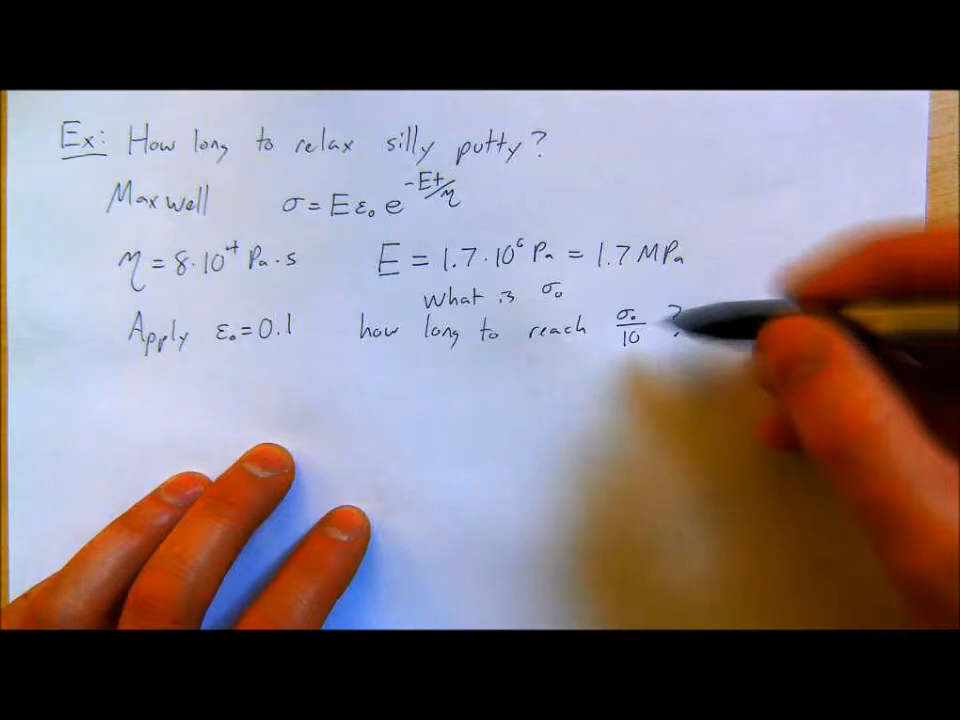 Ex: How long to relax silly putty?
Maxwell σ = E ε₀ e^(-Et/η)
η = 8·10⁴ Pa·s E = 1.7·10⁶ Pa = 1.7 MPa
What is σ₀
Apply ε₀ = 0.1 how long to reach σ₀/10 ?